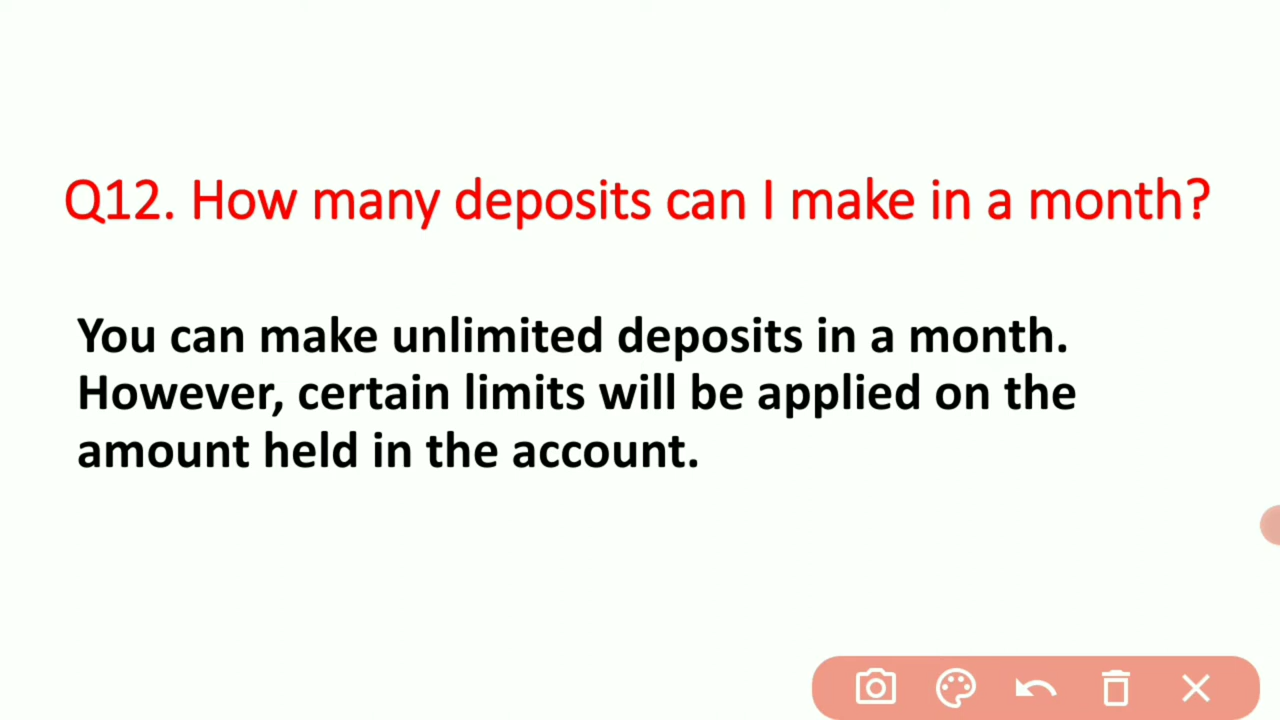 Q12. How many deposits can I make in a month?
You can make unlimited deposits in a month.
However, certain limits will be applied on the
amount held in the account.